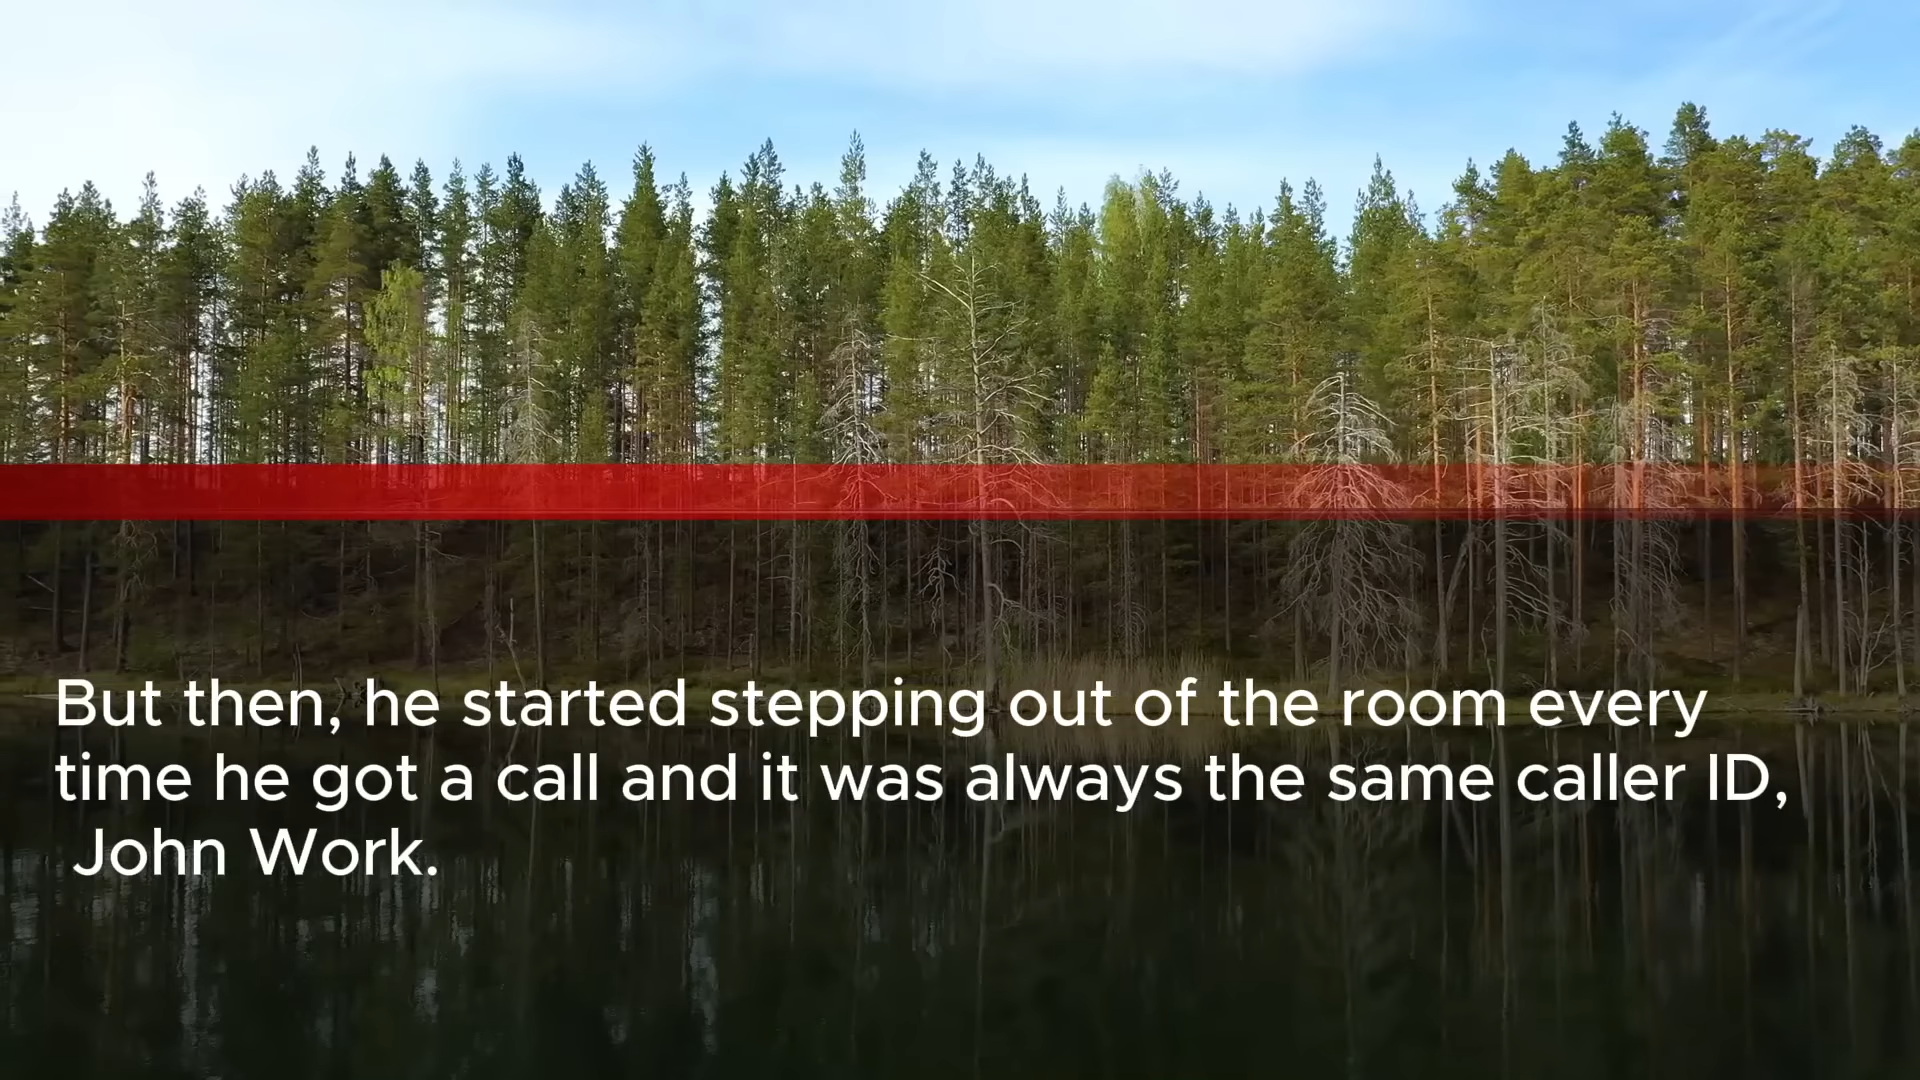 But then, he started stepping out of the room every
time he got a call and it was always the same caller ID,
John Work.